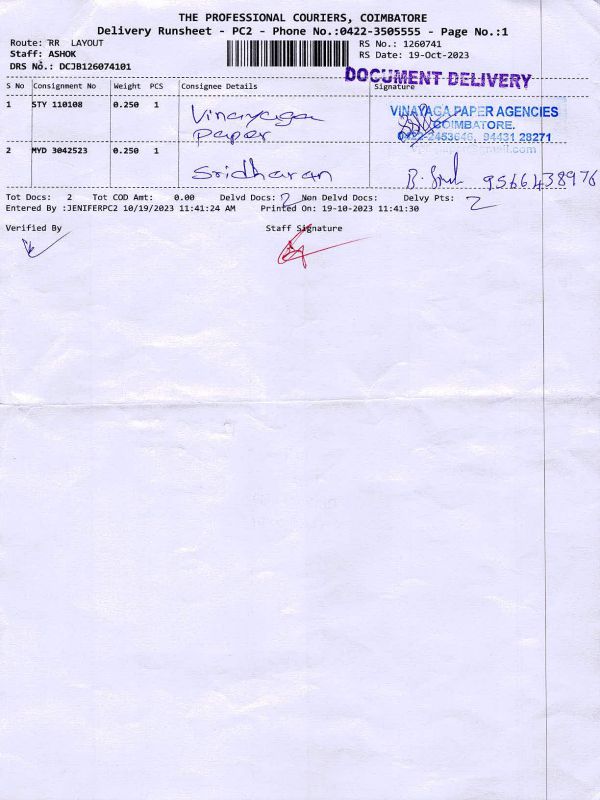 THE PROFESSIONAL COURIERS, COIMBATORE
Delivery Runsheet - PC2 - Phone No.:0422-3505555 - Page No.:1
Route: RR LAYOUT
RS No.: 1260741
Staff: ASHOK
RS Date: 19-Oct-2023
DRS No.: DCJB126074101
DOCUMENT DELIVERY
S No Consignment No Weight PCS Consignee Details Signature
1 STY 110108 0.250 1 Vinayaga
Paper
VINAYAGA PAPER AGENCIES
COIMBATORE.
94431 28271
2 MYD 3042523 0.250 1 Sridharan 9566438976
Tot Docs: 2 Tot COD Amt: 0.00 Delvd Docs: 2 Non Delvd Docs: Delvy Pts: 2
Entered By :JENIFERPC2 10/19/2023 11:41:24 AM Printed On: 19-10-2023 11:41:30
Verified By Staff Signature